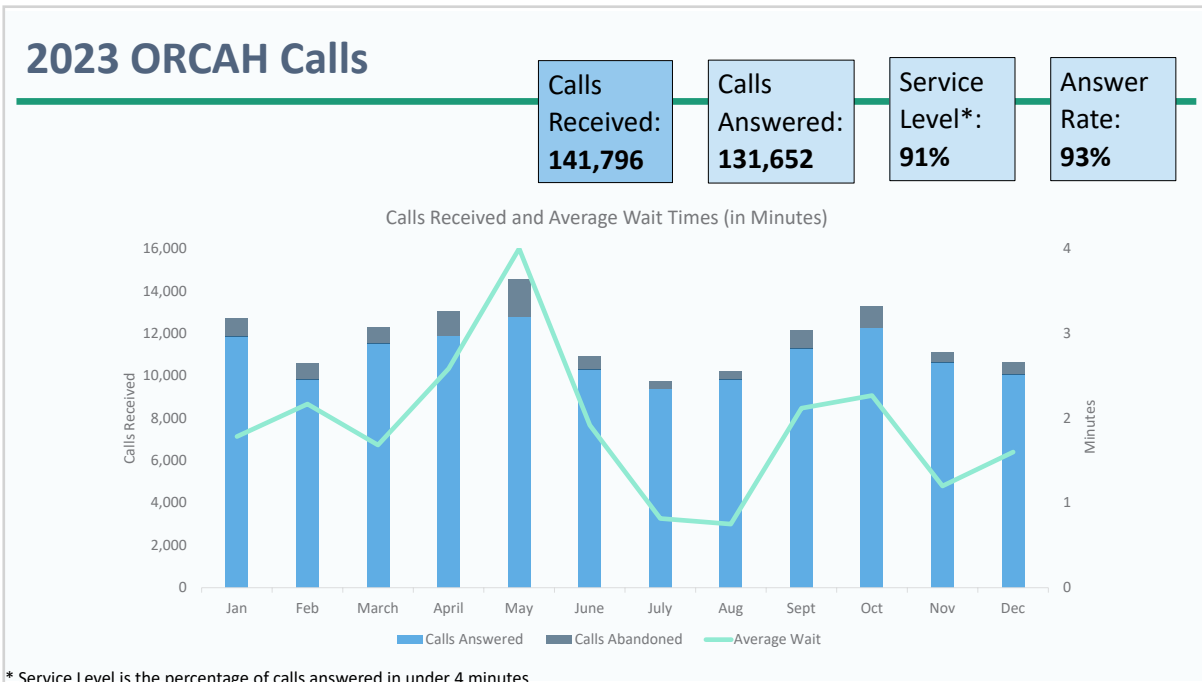 2023 ORCAH Calls
Calls
Received:
141,796
Calls
Answered:
131,652
Service
Level*:
91%
Answer
Rate:
93%
Calls Received and Average Wait Times (in Minutes)
16,000
14,000
12,000
10,000
8,000
6,000
4,000
2,000
0
Calls Received
4
3
2
1
0
Minutes
Jan Feb March April May June July Aug Sept Oct Nov Dec
Calls Answered Calls Abandoned Average Wait
* Service Level is the percentage of calls answered in under 4 minutes